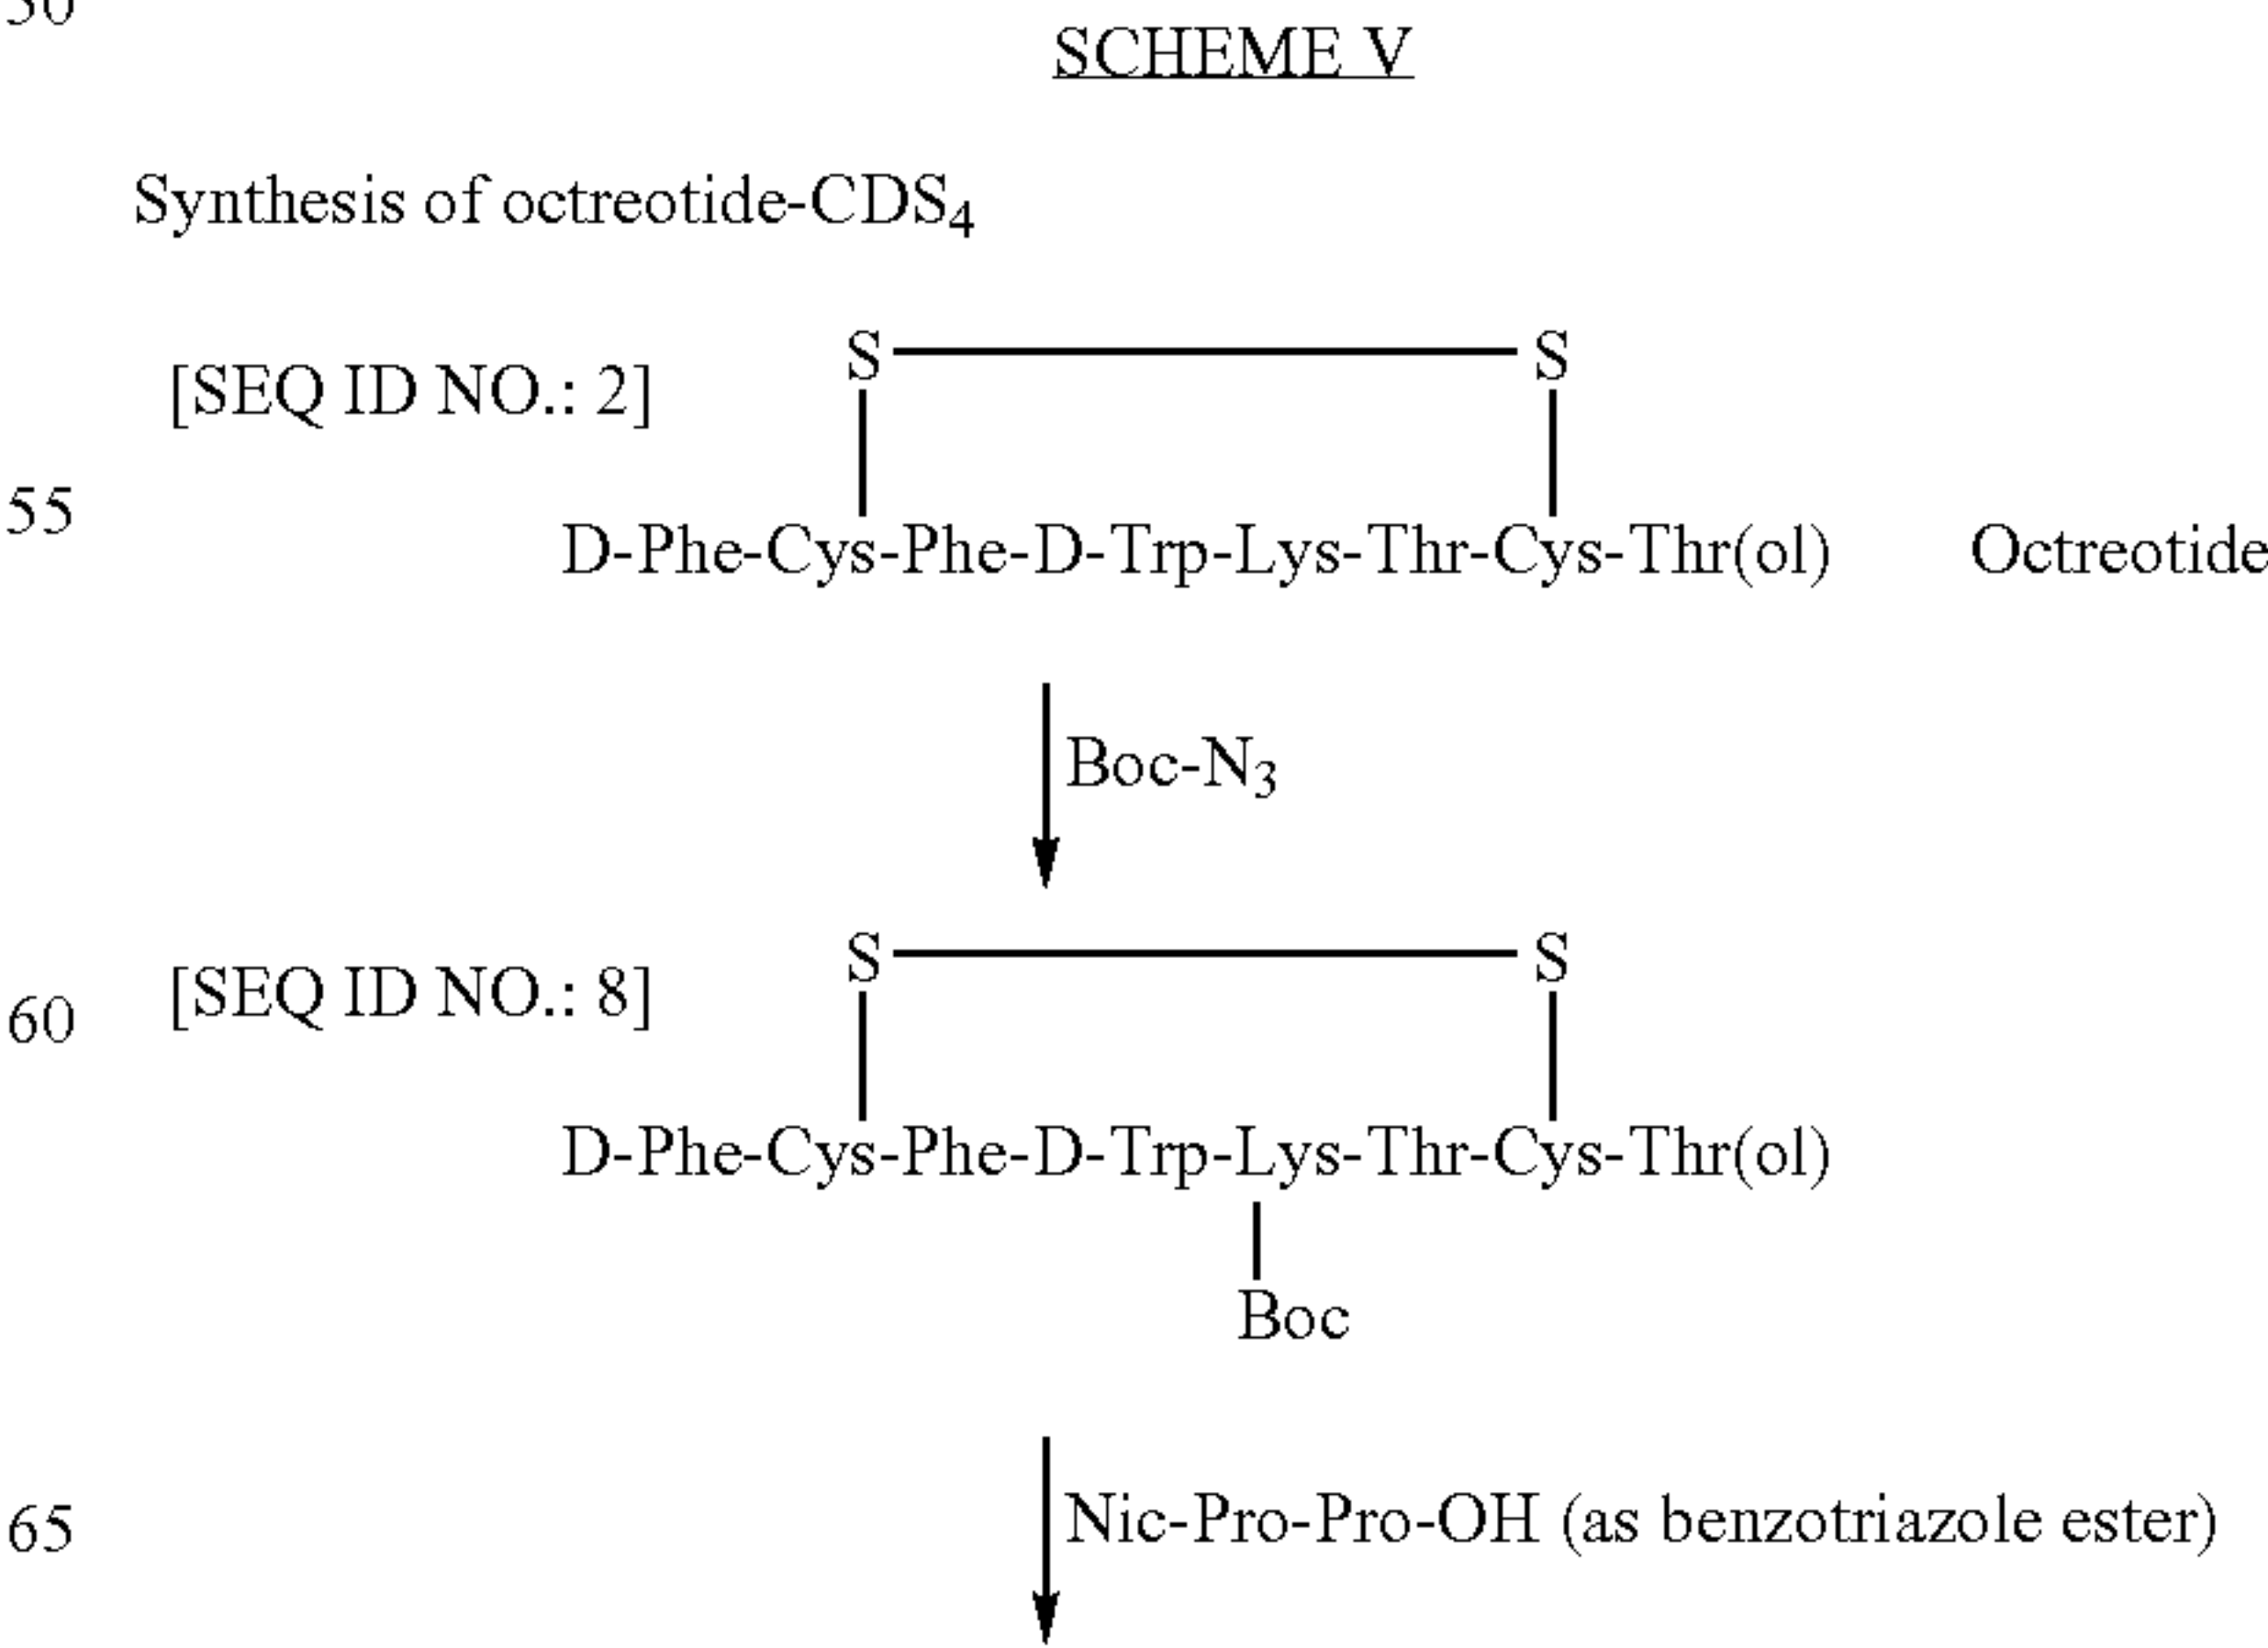 50
SCHEME V
Synthesis of octreotide-CDS4
S S
[SEQ ID NO.: 2]
55
D-Phe-Cys-Phe-D-Trp-Lys-Thr-Cys-Thr(ol) Octreotide
Boc-N3
S S
[SEQ ID NO.: 8]
60
D-Phe-Cys-Phe-D-Trp-Lys-Thr-Cys-Thr(ol)
Boc
65 Nic-Pro-Pro-OH (as benzotriazole ester)